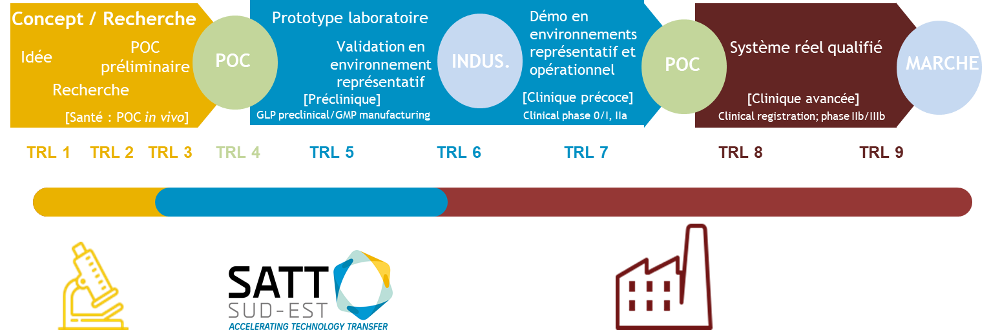 Concept / Recherche
Idée
POC
préliminaire
Recherche
[Santé : POC in vivo]
POC
Prototype laboratoire
Validation en
environnement
représentatif
[Préclinique]
GLP preclinical/GMP manufacturing
INDUS.
Démo en
environnements
représentatif et
opérationnel
[Clinique précoce]
Clinical phase 0/I, IIa
POC
Système réel qualifié
[Clinique avancée]
Clinical registration; phase IIb/IIIb
MARCHE
TRL 1 TRL 2 TRL 3 TRL 4 TRL 5 TRL 6 TRL 7 TRL 8 TRL 9
SATT
SUD-EST
ACCELERATING TECHNOLOGY TRANSFER